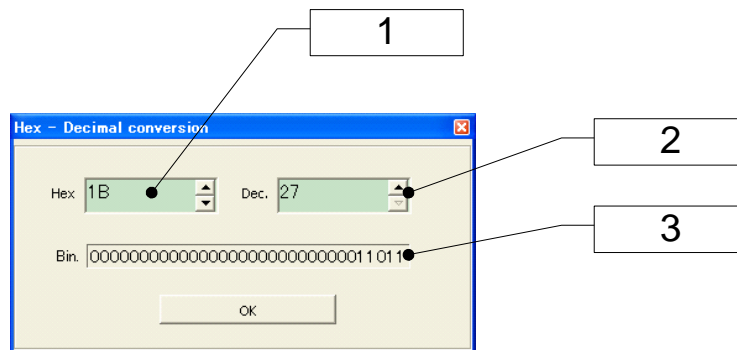 1
Hex - Decimal conversion
2
Hex 1B Dec. 27
3
Bin. 00000000000000000000000000011011
OK